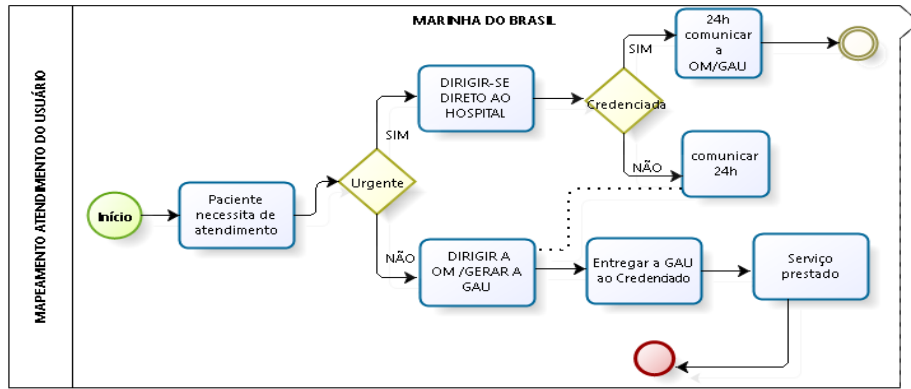 MARINHA DO BRASIL
MAPEAMENTO ATENDIMENTO DO USUÁRIO
Início
Paciente
necessita de
atendimento
Urgente
SIM
DIRIGIR-SE
DIRETO AO
HOSPITAL
Credenciada
SIM
24h
comunicar
a
OM/GAU
NÃO
comunicar
24h
NÃO
DIRIGIR A
OM /GERAR A
GAU
Entregar a GAU
ao Credenciado
Serviço
prestado